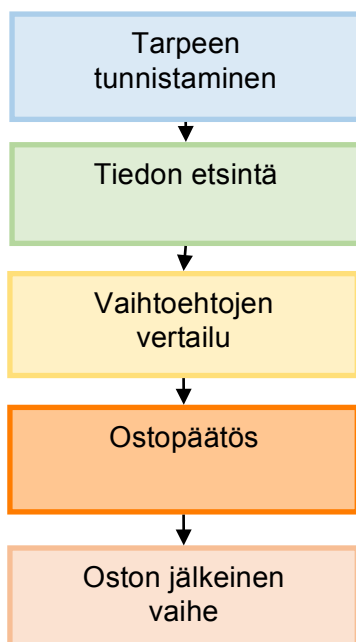 Tarpeen
tunnistaminen
Tiedon etsintä
Vaihtoehtojen
vertailu
Ostopäätös
Oston jälkeinen
vaihe